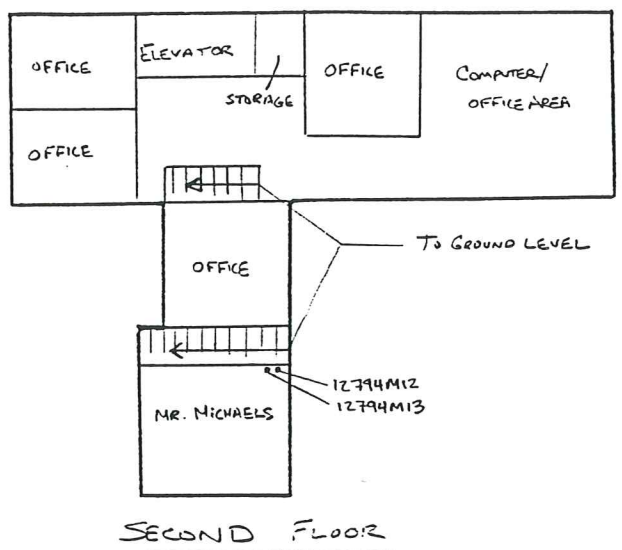 OFFICE
ELEVATOR
STORAGE
OFFICE
COMPUTER/
OFFICE AREA
OFFICE
TO GROUND LEVEL
OFFICE
12794M12
12794M13
MR. MICHAELS
SECOND FLOOR